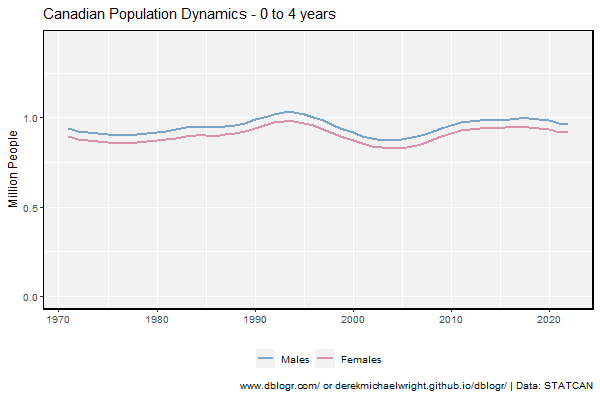 Canadian Population Dynamics - 0 to 4 years
Million People
1.0
0.5
0.0
1970 1980 1990 2000 2010 2020
Males Females
www.dblogr.com/ or derekmichaelwright.github.io/dblogr/ | Data: STATCAN